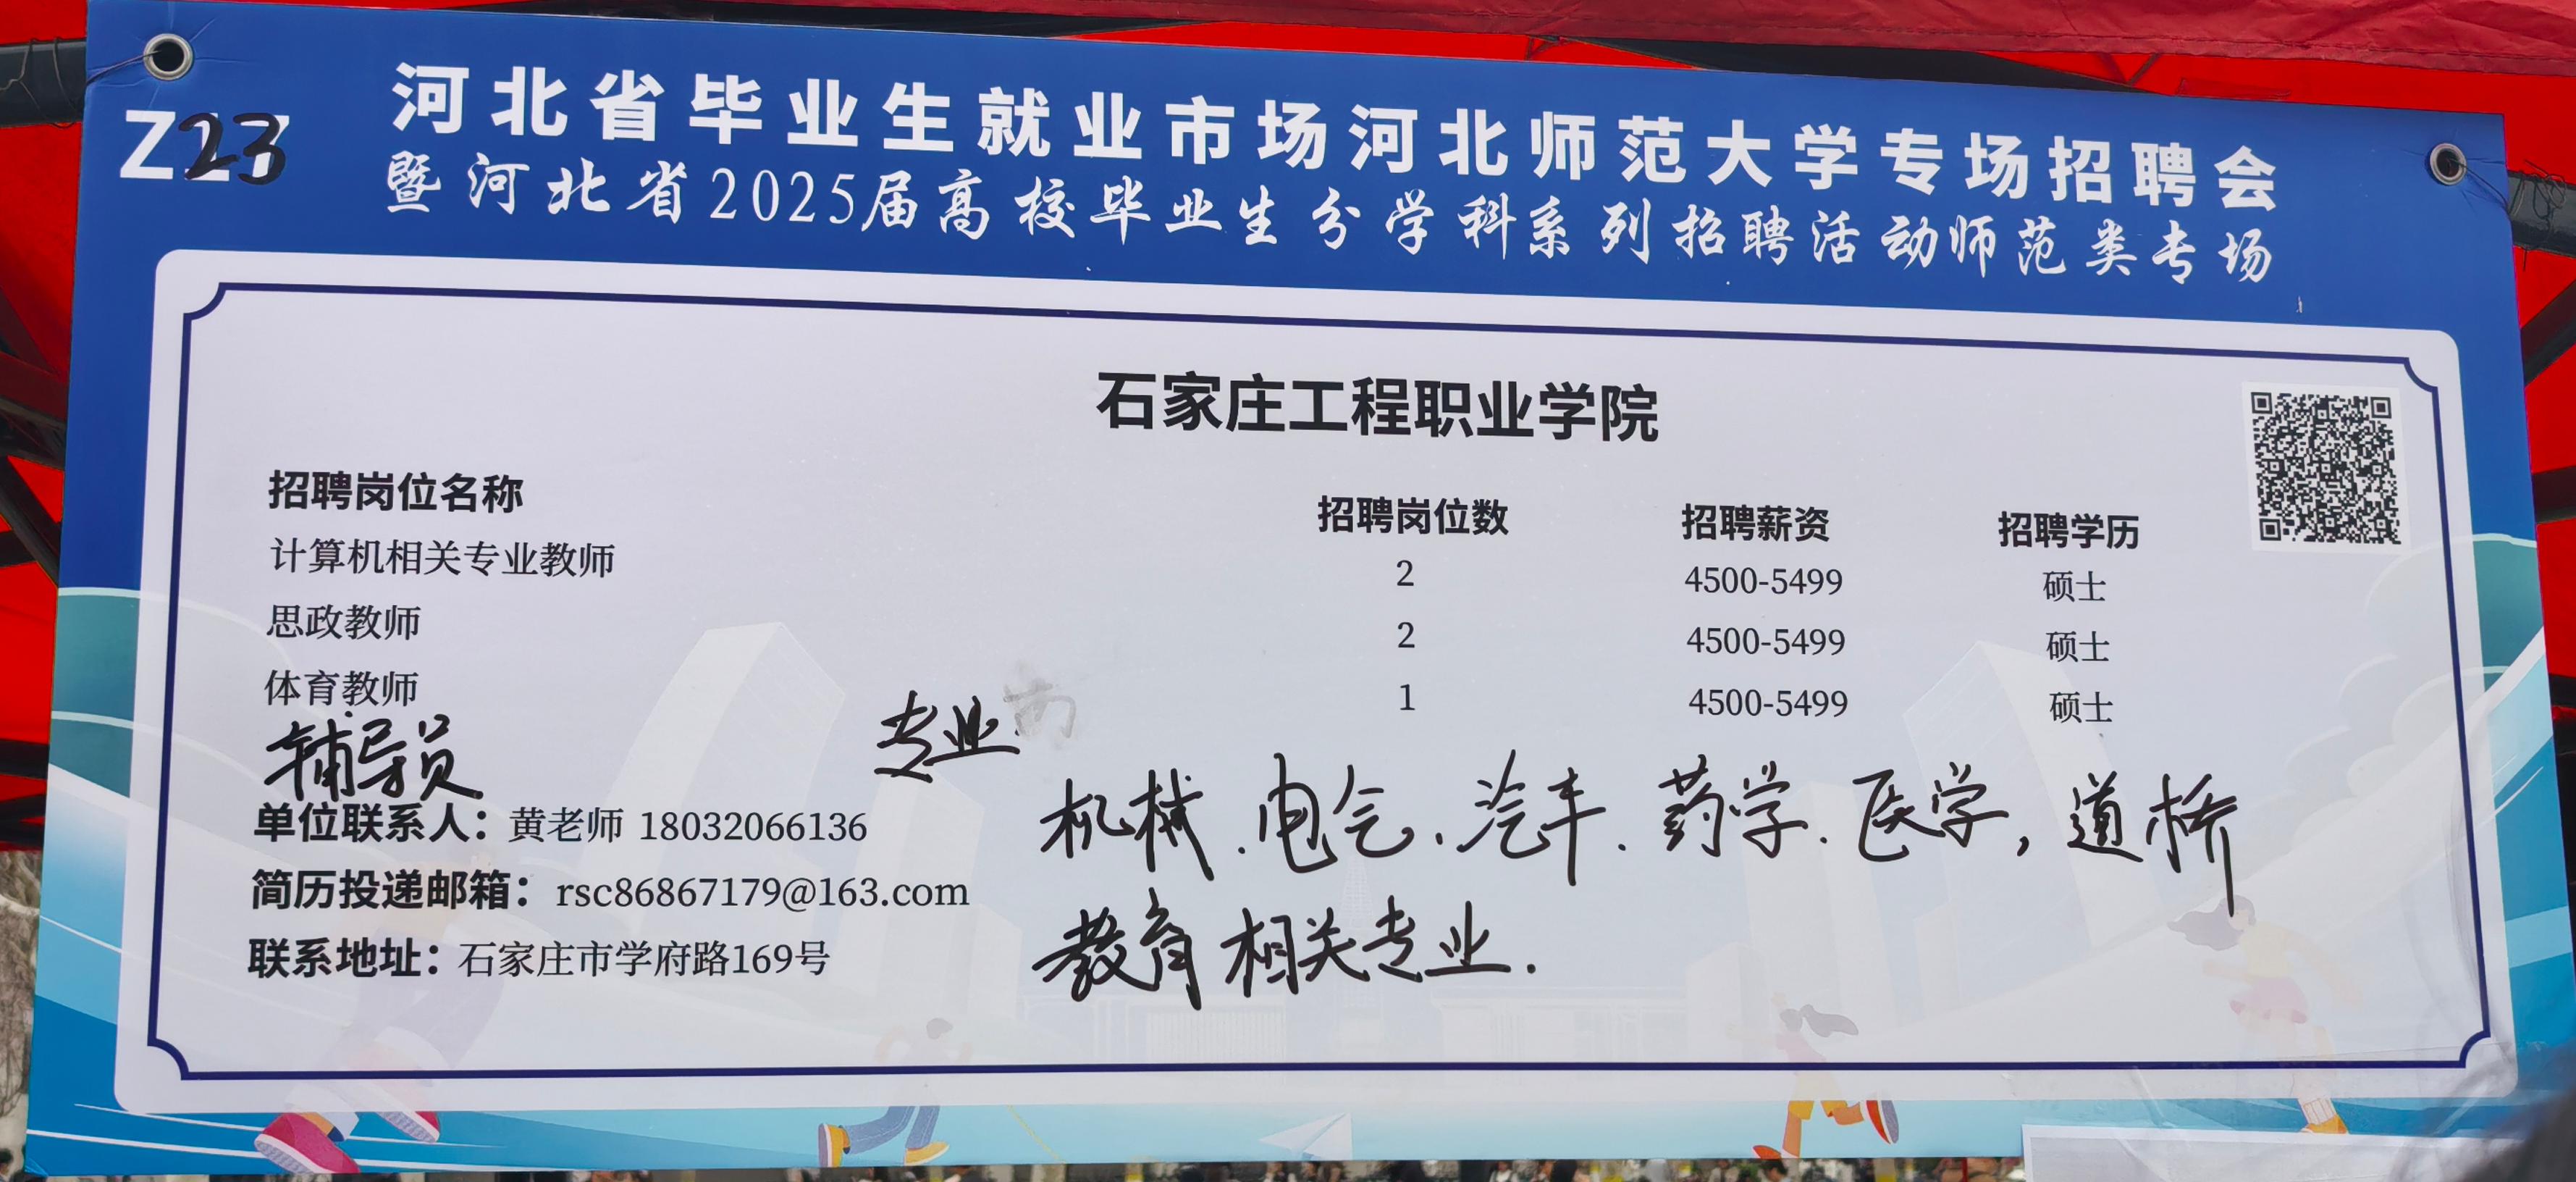 Z23
河北省毕业生就业市场河北师范大学专场招聘会
暨河北省2025届高校毕业生分学科系列招聘活动师范类专场
石家庄工程职业学院
招聘岗位名称 招聘岗位数 招聘薪资 招聘学历
计算机相关专业教师 2 4500-5499 硕士
思政教师 2 4500-5499 硕士
体育教师 1 4500-5499 硕士
辅导员 专业
机械.电气.汽车.药学.医学,道桥
教育相关专业.
单位联系人：黄老师 18032066136
简历投递邮箱：rsc86867179@163.com
联系地址：石家庄市学府路169号